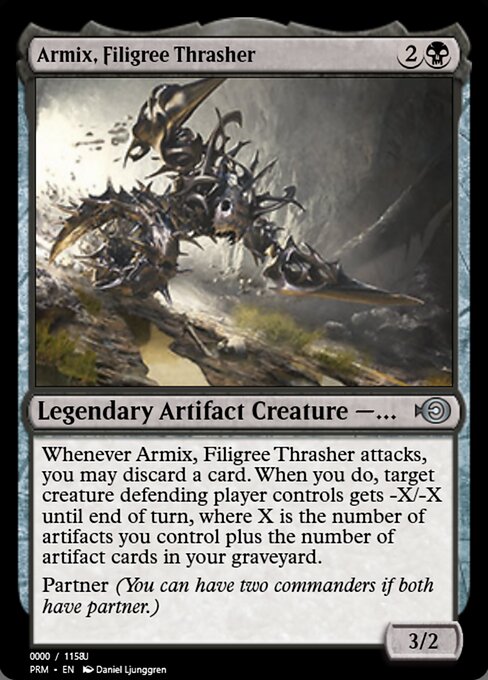 Armix, Filigree Thrasher 2
Legendary Artifact Creature —...
Whenever Armix, Filigree Thrasher attacks,
you may discard a card. When you do, target
creature defending player controls gets -X/-X
until end of turn, where X is the number of
artifacts you control plus the number of
artifact cards in your graveyard.
Partner (You can have two commanders if both
have partner.)
3/2
0000 / 1158U
PRM • EN Daniel Ljunggren